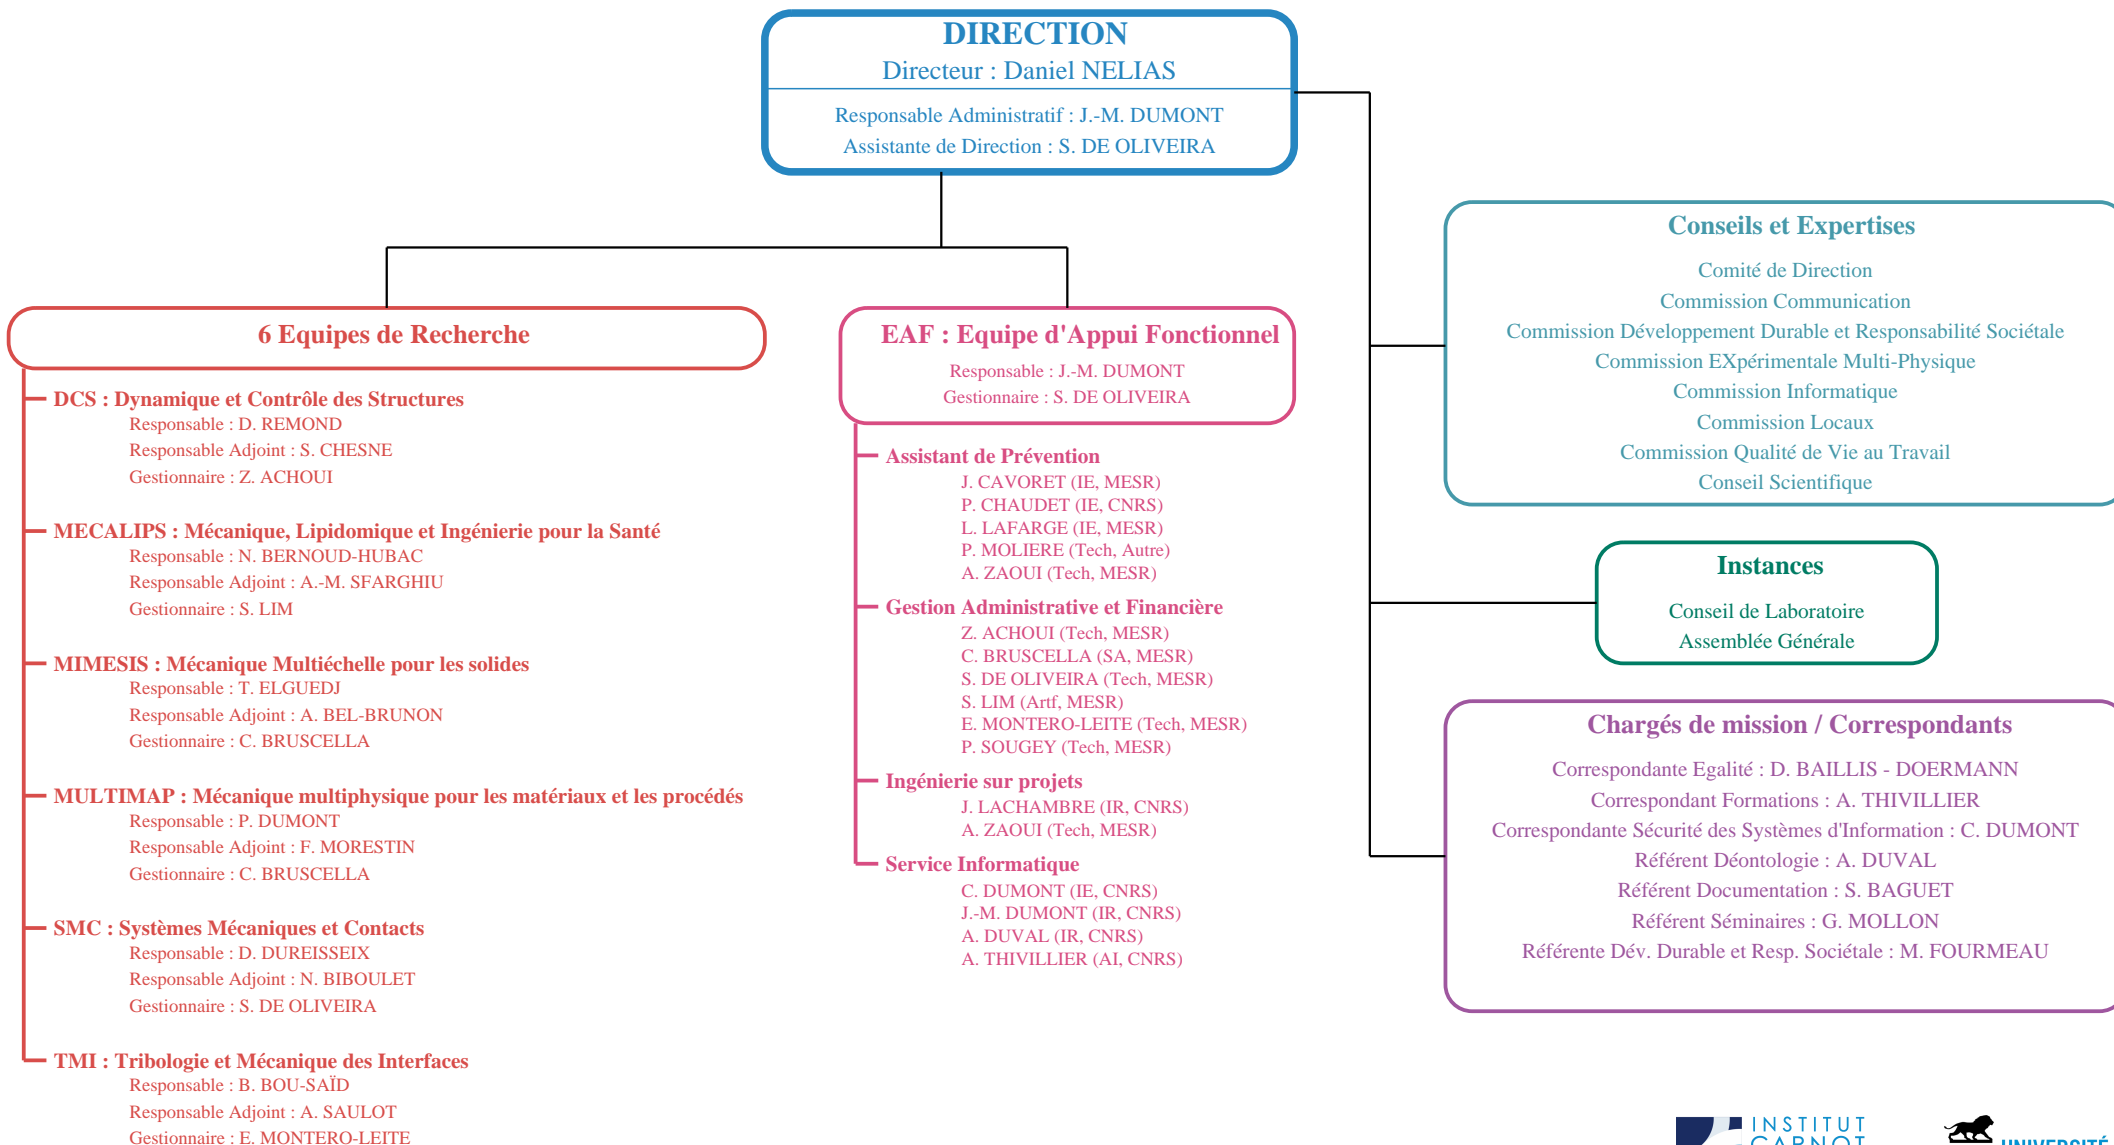 DIRECTION
Directeur : Daniel NELIAS
Responsable Administratif : J.-M. DUMONT
Assistante de Direction : S. DE OLIVEIRA
6 Equipes de Recherche
DCS : Dynamique et Contrôle des Structures
Responsable : D. REMOND
Responsable Adjoint : S. CHESNE
Gestionnaire : Z. ACHOUI
MECALIPS : Mécanique, Lipidomique et Ingénierie pour la Santé
Responsable : N. BERNOUD-HUBAC
Responsable Adjoint : A.-M. SFARGHIU
Gestionnaire : S. LIM
MIMESIS : Mécanique Multiéchelle pour les solides
Responsable : T. ELGUEDJ
Responsable Adjoint : A. BEL-BRUNON
Gestionnaire : C. BRUSCELLA
MULTIMAP : Mécanique multiphysique pour les matériaux et les procédés
Responsable : P. DUMONT
Responsable Adjoint : F. MORESTIN
Gestionnaire : C. BRUSCELLA
SMC : Systèmes Mécaniques et Contacts
Responsable : D. DUREISSEIX
Responsable Adjoint : N. BIBOULET
Gestionnaire : S. DE OLIVEIRA
TMI : Tribologie et Mécanique des Interfaces
Responsable : B. BOU-SAÏD
Responsable Adjoint : A. SAULOT
Gestionnaire : E. MONTERO-LEITE
EAF : Equipe d'Appui Fonctionnel
Responsable : J.-M. DUMONT
Gestionnaire : S. DE OLIVEIRA
Assistant de Prévention
J. CAVORET (IE, MESR)
P. CHAUDET (IE, CNRS)
L. LAFARGE (IE, MESR)
P. MOLIERE (Tech, Autre)
A. ZAOUI (Tech, MESR)
Gestion Administrative et Financière
Z. ACHOUI (Tech, MESR)
C. BRUSCELLA (SA, MESR)
S. DE OLIVEIRA (Tech, MESR)
S. LIM (Artf, MESR)
E. MONTERO-LEITE (Tech, MESR)
P. SOUGEY (Tech, MESR)
Ingénierie sur projets
J. LACHAMBRE (IR, CNRS)
A. ZAOUI (Tech, MESR)
Service Informatique
C. DUMONT (IE, CNRS)
J.-M. DUMONT (IR, CNRS)
A. DUVAL (IR, CNRS)
A. THIVILLIER (AI, CNRS)
Conseils et Expertises
Comité de Direction
Commission Communication
Commission Développement Durable et Responsabilité Sociétale
Commission EXpérimentale Multi-Physique
Commission Informatique
Commission Locaux
Commission Qualité de Vie au Travail
Conseil Scientifique
Instances
Conseil de Laboratoire
Assemblée Générale
Chargés de mission / Correspondants
Correspondante Egalité : D. BAILLIS - DOERMANN
Correspondant Formations : A. THIVILLIER
Correspondante Sécurité des Systèmes d'Information : C. DUMONT
Référent Déontologie : A. DUVAL
Référent Documentation : S. BAGUET
Référent Séminaires : G. MOLLON
Référente Dév. Durable et Resp. Sociétale : M. FOURMEAU
INSTITUT
CARNOT
UNIVERSITÉ